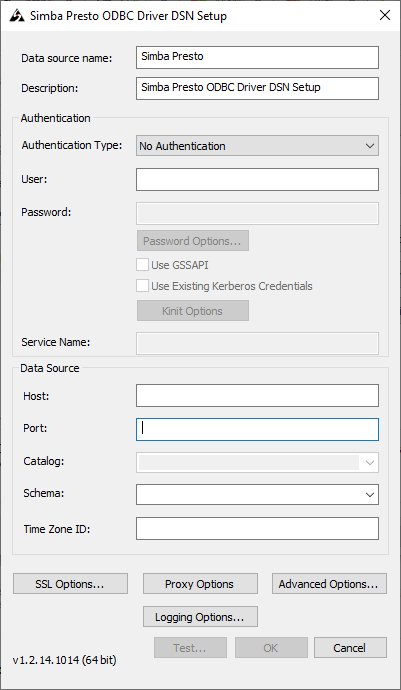 Simba Presto ODBC Driver DSN Setup
Data source name: Simba Presto
Description: Simba Presto ODBC Driver DSN Setup
Authentication
Authentication Type: No Authentication
User:
Password:
Password Options...
Use GSSAPI
Use Existing Kerberos Credentials
Kinit Options
Service Name:
Data Source
Host:
Port:
Catalog:
Schema:
Time Zone ID:
SSL Options... Proxy Options Advanced Options...
Logging Options...
Test... OK Cancel
v1.2.14.1014 (64 bit)